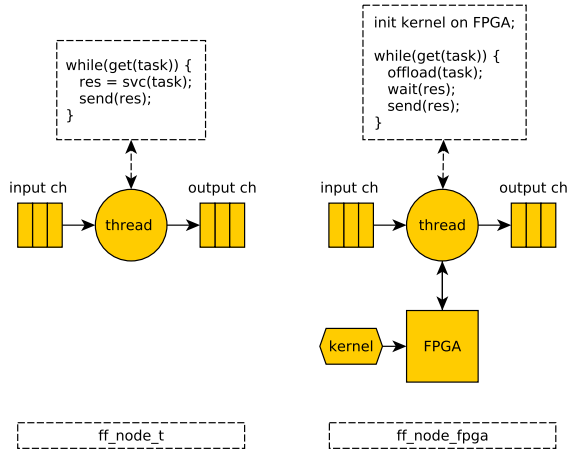 while(get(task)) {
res = svc(task);
send(res);
}
input ch
output ch
thread
ff_node_t
init kernel on FPGA;
while(get(task)) {
offload(task);
wait(res);
send(res);
}
input ch
output ch
thread
kernel
FPGA
ff_node_fpga